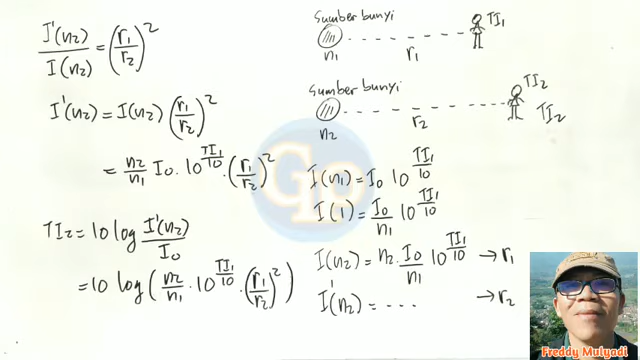 I'(n₂)/I(n₂) = (r₁/r₂)²
I'(n₂) = I(n₂) (r₁/r₂)²
= n₂/n₁ I₀ · 10^(TI₁/10) · (r₁/r₂)²
TI₂ = 10 log I'(n₂)/I₀
= 10 log (n₂/n₁ · 10^(TI₁/10) · (r₁/r₂)²)
Sumber bunyi
TI₁
n₁
r₁
Sumber bunyi
TI₂
TI₂
n₂
r₂
I(n₁) = I₀ 10^(TI₁/10)
I(1) = I₀/n₁ 10^(TI₁/10)
I(n₂) = n₂ · I₀/n₁ 10^(TI₁/10) → r₁
I'(n₂) = ... → r₂
Gp
Freddy Mulyadi